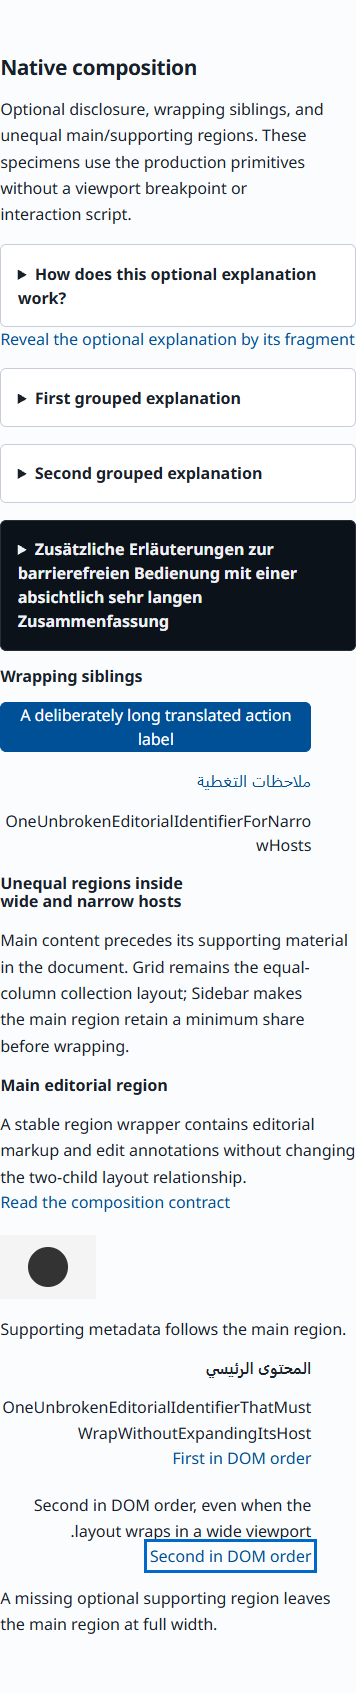 Native composition
Optional disclosure, wrapping siblings, and
unequal main/supporting regions. These
specimens use the production primitives
without a viewport breakpoint or
interaction script.
How does this optional explanation
work?
Reveal the optional explanation by its fragment
First grouped explanation
Second grouped explanation
Zusätzliche Erläuterungen zur
barrierefreien Bedienung mit einer
absichtlich sehr langen
Zusammenfassung
Wrapping siblings
A deliberately long translated action
label
ملاحظات التغطية
OneUnbrokenEditorialIdentifierForNarro
wHosts
Unequal regions inside
wide and narrow hosts
Main content precedes its supporting material
in the document. Grid remains the equal-
column collection layout; Sidebar makes
the main region retain a minimum share
before wrapping.
Main editorial region
A stable region wrapper contains editorial
markup and edit annotations without changing
the two-child layout relationship.
Read the composition contract
Supporting metadata follows the main region.
المحتوى الرئيسي
OneUnbrokenEditorialIdentifierThatMust
WrapWithoutExpandingItsHost
First in DOM order
Second in DOM order, even when the
.layout wraps in a wide viewport
Second in DOM order
A missing optional supporting region leaves
the main region at full width.